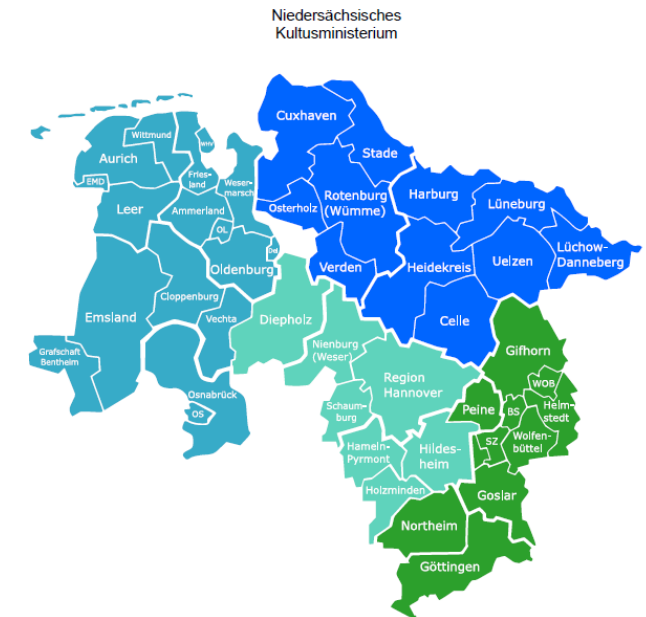 Niedersächsisches
Kultusministerium
Cuxhaven
Stade
Wittmund
WHV
Aurich
Fries-
land
EMD
Weser-
marsch
Leer
Ammerland
Osterholz
Rotenburg
(Wümme)
Harburg
Lüneburg
OL
Del
Oldenburg
Verden
Heidekreis
Uelzen
Lüchow-
Danneberg
Cloppenburg
Emsland
Vechta
Diepholz
Celle
Nienburg
(Weser)
Gifhorn
Grafschaft
Bentheim
Region
Hannover
WOB
Osnabrück
OS
Schaum-
burg
Peine
BS
Helm-
stedt
Hameln-
Pyrmont
Hildes-
heim
SZ
Wolfen-
büttel
Holzminden
Goslar
Northeim
Göttingen